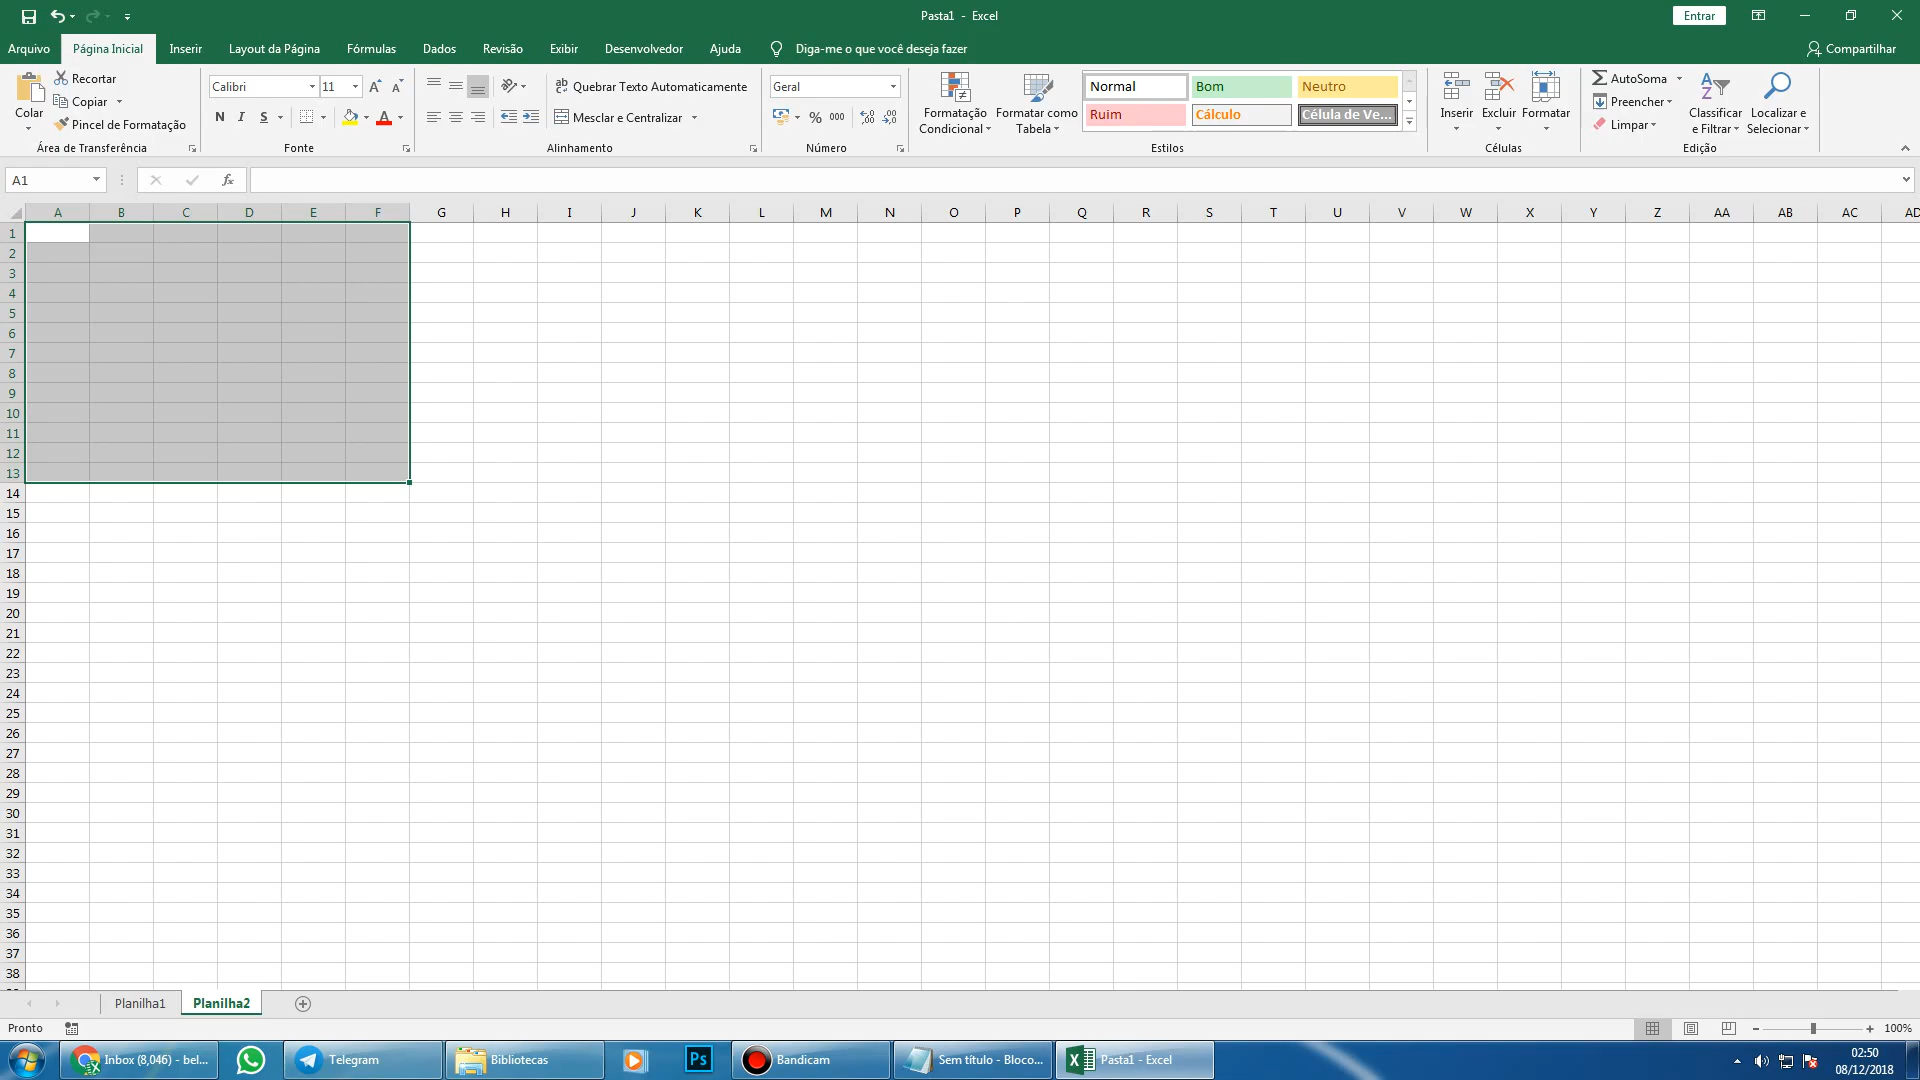 Pasta1 - Excel
Entrar
Arquivo Página Inicial Inserir Layout da Página Fórmulas Dados Revisão Exibir Desenvolvedor Ajuda Diga-me o que você deseja fazer Compartilhar
Colar
Recortar
Copiar
Pincel de Formatação
Área de Transferência
Calibri 11
N I S
Fonte
Quebrar Texto Automaticamente
Mesclar e Centralizar
Alinhamento
Geral
% 000
Número
Formatação Condicional
Formatar como Tabela
Normal Bom Neutro
Ruim Cálculo Célula de Ve...
Estilos
Inserir Excluir Formatar
Células
AutoSoma
Preencher
Limpar
Classificar e Filtrar
Localizar e Selecionar
Edição
A1 fx
A B C D E F G H I J K L M N O P Q R S T U V W X Y Z AA AB AC AD
1
2
3
4
5
6
7
8
9
10
11
12
13
14
15
16
17
18
19
20
21
22
23
24
25
26
27
28
29
30
31
32
33
34
35
36
37
38
Planilha1 Planilha2
Pronto 100%
Inbox (8,046) - bel... Telegram Bibliotecas Ps Bandicam Sem título - Bloco... Pasta1 - Excel
02:50
08/12/2018